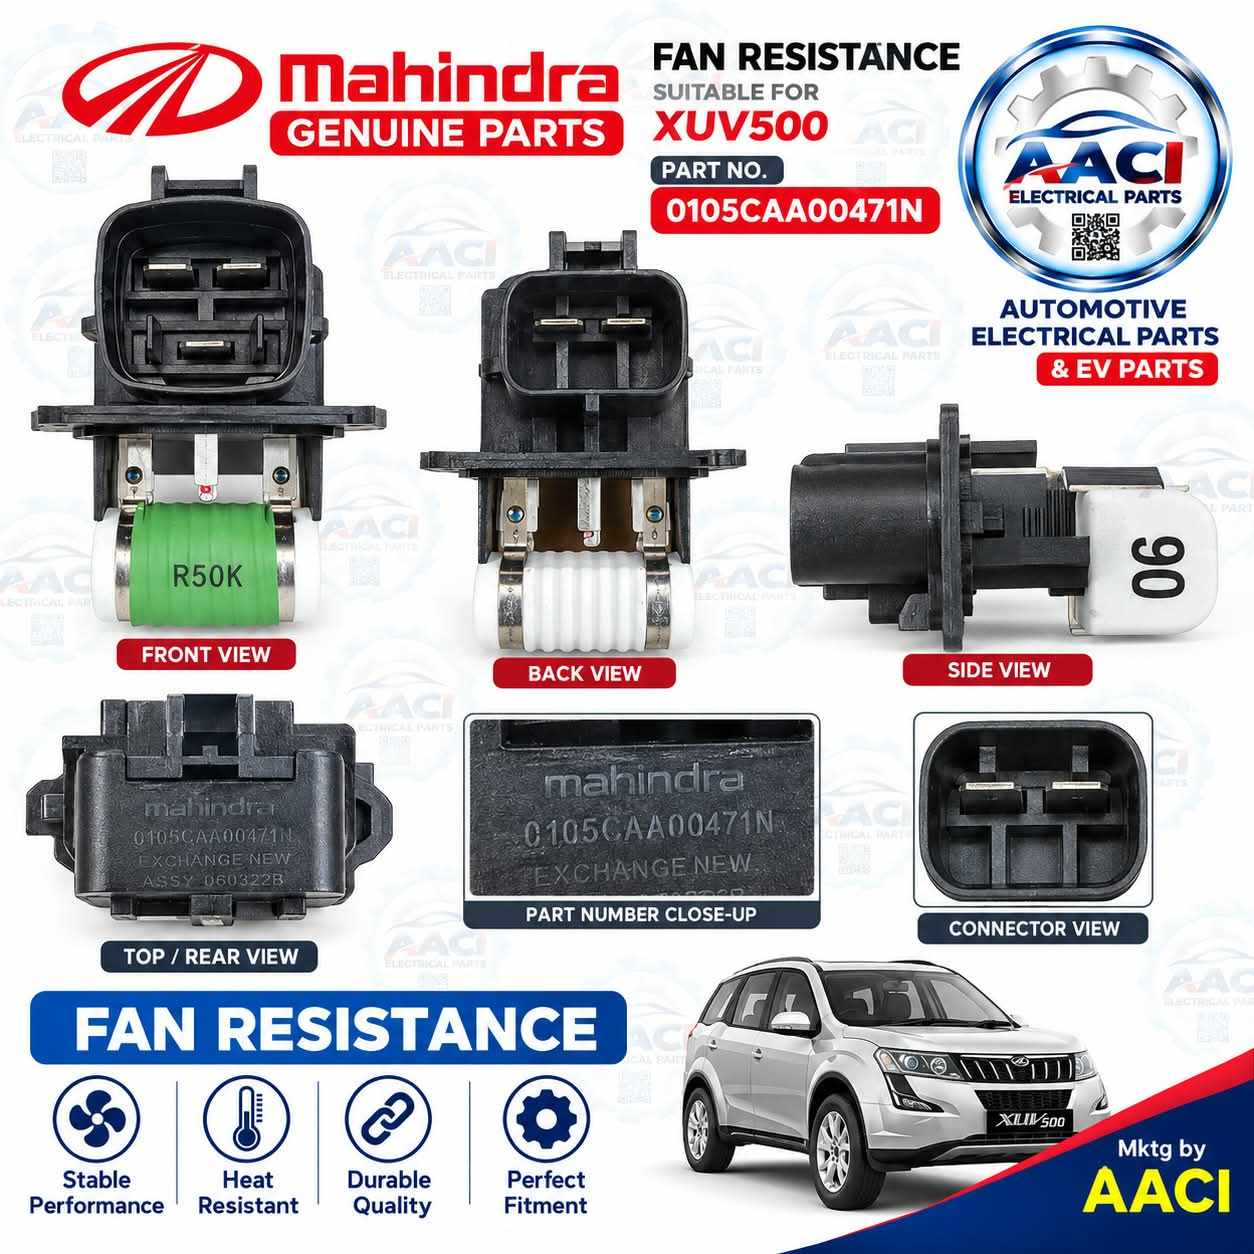 mahindra
GENUINE PARTS
FAN RESISTANCE
SUITABLE FOR
XUV500
PART NO.
0105CAA00471N
AACI
ELECTRICAL PARTS
AUTOMOTIVE
ELECTRICAL PARTS
& EV PARTS
R50K
FRONT VIEW
BACK VIEW
06
SIDE VIEW
mahindra
0105CAA00471N
EXCHANGE NEW
ASSY 060322B
TOP / REAR VIEW
mahindra
0105CAA00471N
EXCHANGE NEW
PART NUMBER CLOSE-UP
CONNECTOR VIEW
FAN RESISTANCE
Stable
Performance
Heat
Resistant
Durable
Quality
Perfect
Fitment
XUV500
Mktg by
AACI
AACI
ELECTRICAL PARTS